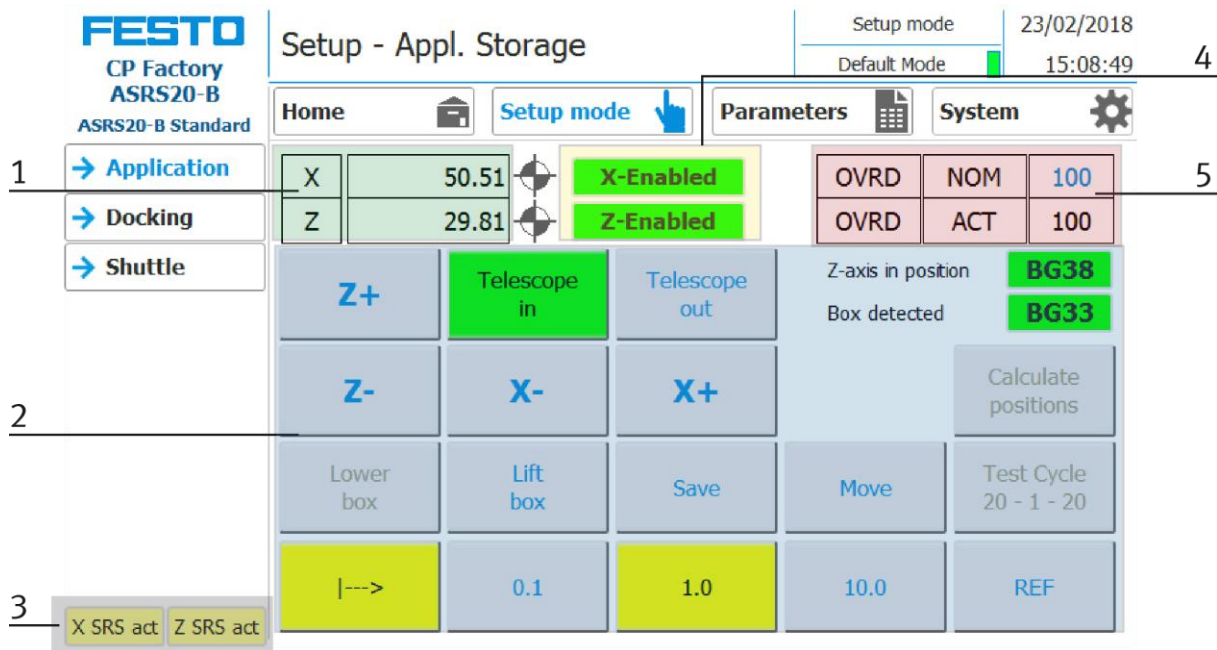 FESTO
CP Factory
ASRS20-B
ASRS20-B Standard
Setup - Appl. Storage
Setup mode
23/02/2018
Default Mode
15:08:49
4
Home
Setup mode
Parameters
System
1
Application
Docking
Shuttle
X 50.51
Z 29.81
X-Enabled
Z-Enabled
OVRD NOM 100
OVRD ACT 100
5
Z+
Telescope
in
Telescope
out
Z-axis in position BG38
Box detected BG33
2
Z-
X-
X+
Calculate
positions
Lower
box
Lift
box
Save
Move
Test Cycle
20 - 1 - 20
|--->
0.1
1.0
10.0
REF
3
X SRS act
Z SRS act